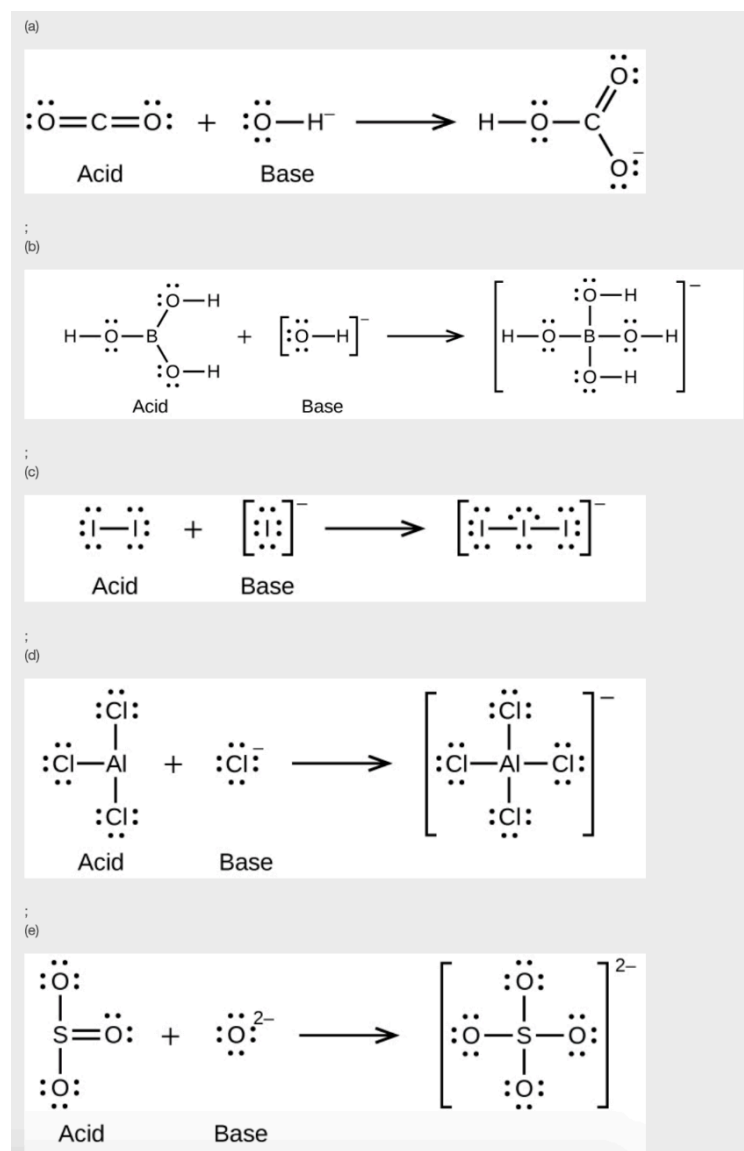 (a)
O=C=O + O—H⁻ → H—O—C O O⁻
Acid Base
;
(b)
H—O—B O—H O—H + [O—H]⁻ → [H—O—B—O—H O—H O—H]⁻
Acid Base
;
(c)
I—I + [I]⁻ → [I—I—I]⁻
Acid Base
;
(d)
Cl
Cl—Al + Cl⁻ → [Cl—Al—Cl Cl Cl]⁻
Cl
Acid Base
;
(e)
O
S=O + O²⁻ → [O—S—O O O]²⁻
O
Acid Base